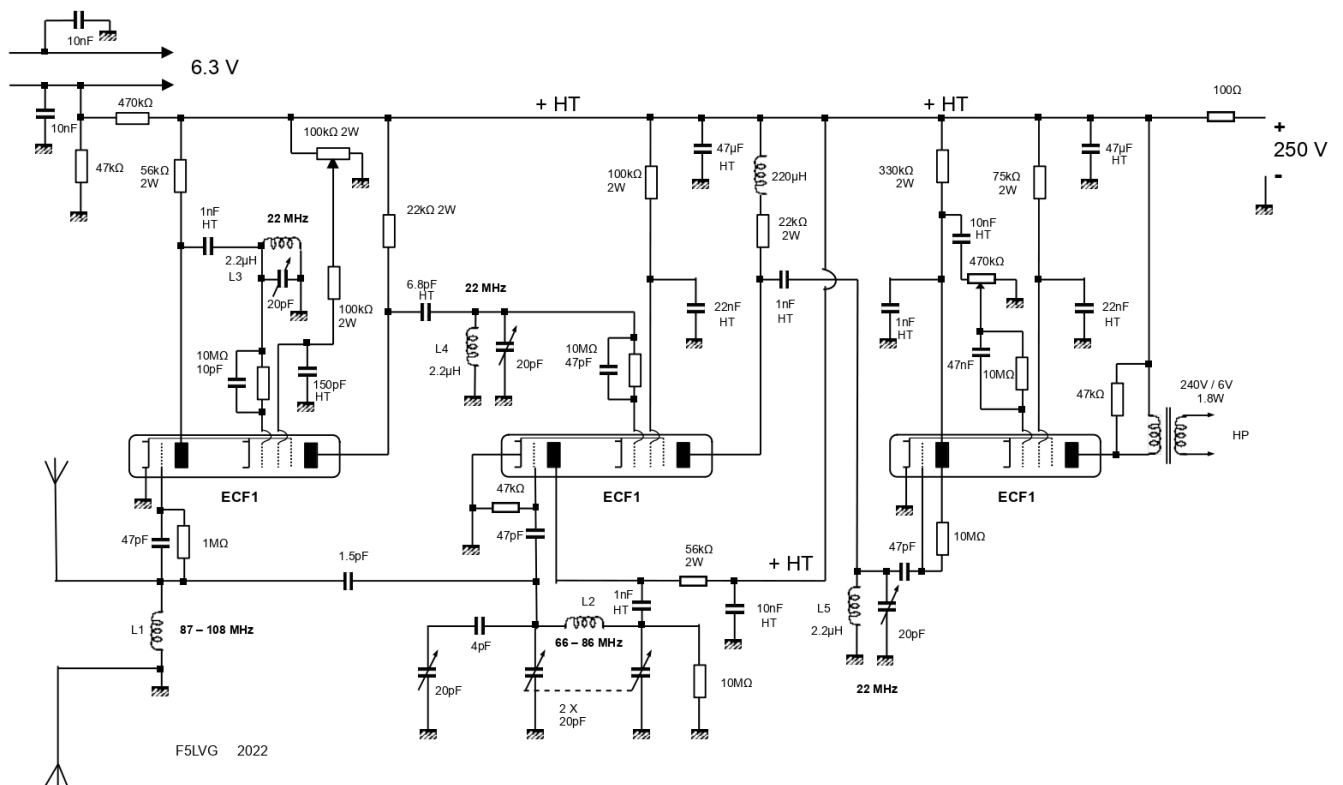 10nF
6.3 V
10nF
470kΩ
47kΩ
56kΩ
2W
100kΩ 2W
+ HT
+ HT
100Ω
+
250 V
-
1nF
HT
22 MHz
2.2µH
L3
20pF
22kΩ 2W
100kΩ
2W
100kΩ
2W
47µF
HT
220µH
22kΩ
2W
330kΩ
2W
75kΩ
2W
47µF
HT
10nF
HT
470kΩ
6.8pF
HT
22 MHz
L4
2.2µH
20pF
10MΩ
47pF
22nF
HT
1nF
HT
1nF
HT
47nF
10MΩ
22nF
HT
10MΩ
10pF
150pF
HT
47kΩ
240V / 6V
1.8W
HP
ECF1
ECF1
ECF1
47pF
1MΩ
47kΩ
47pF
1.5pF
56kΩ
2W
+ HT
47pF
10MΩ
L1
87 – 108 MHz
L2
66 – 86 MHz
1nF
HT
10nF
HT
L5
2.2µH
20pF
22 MHz
4pF
20pF
2 X
20pF
10MΩ
F5LVG 2022